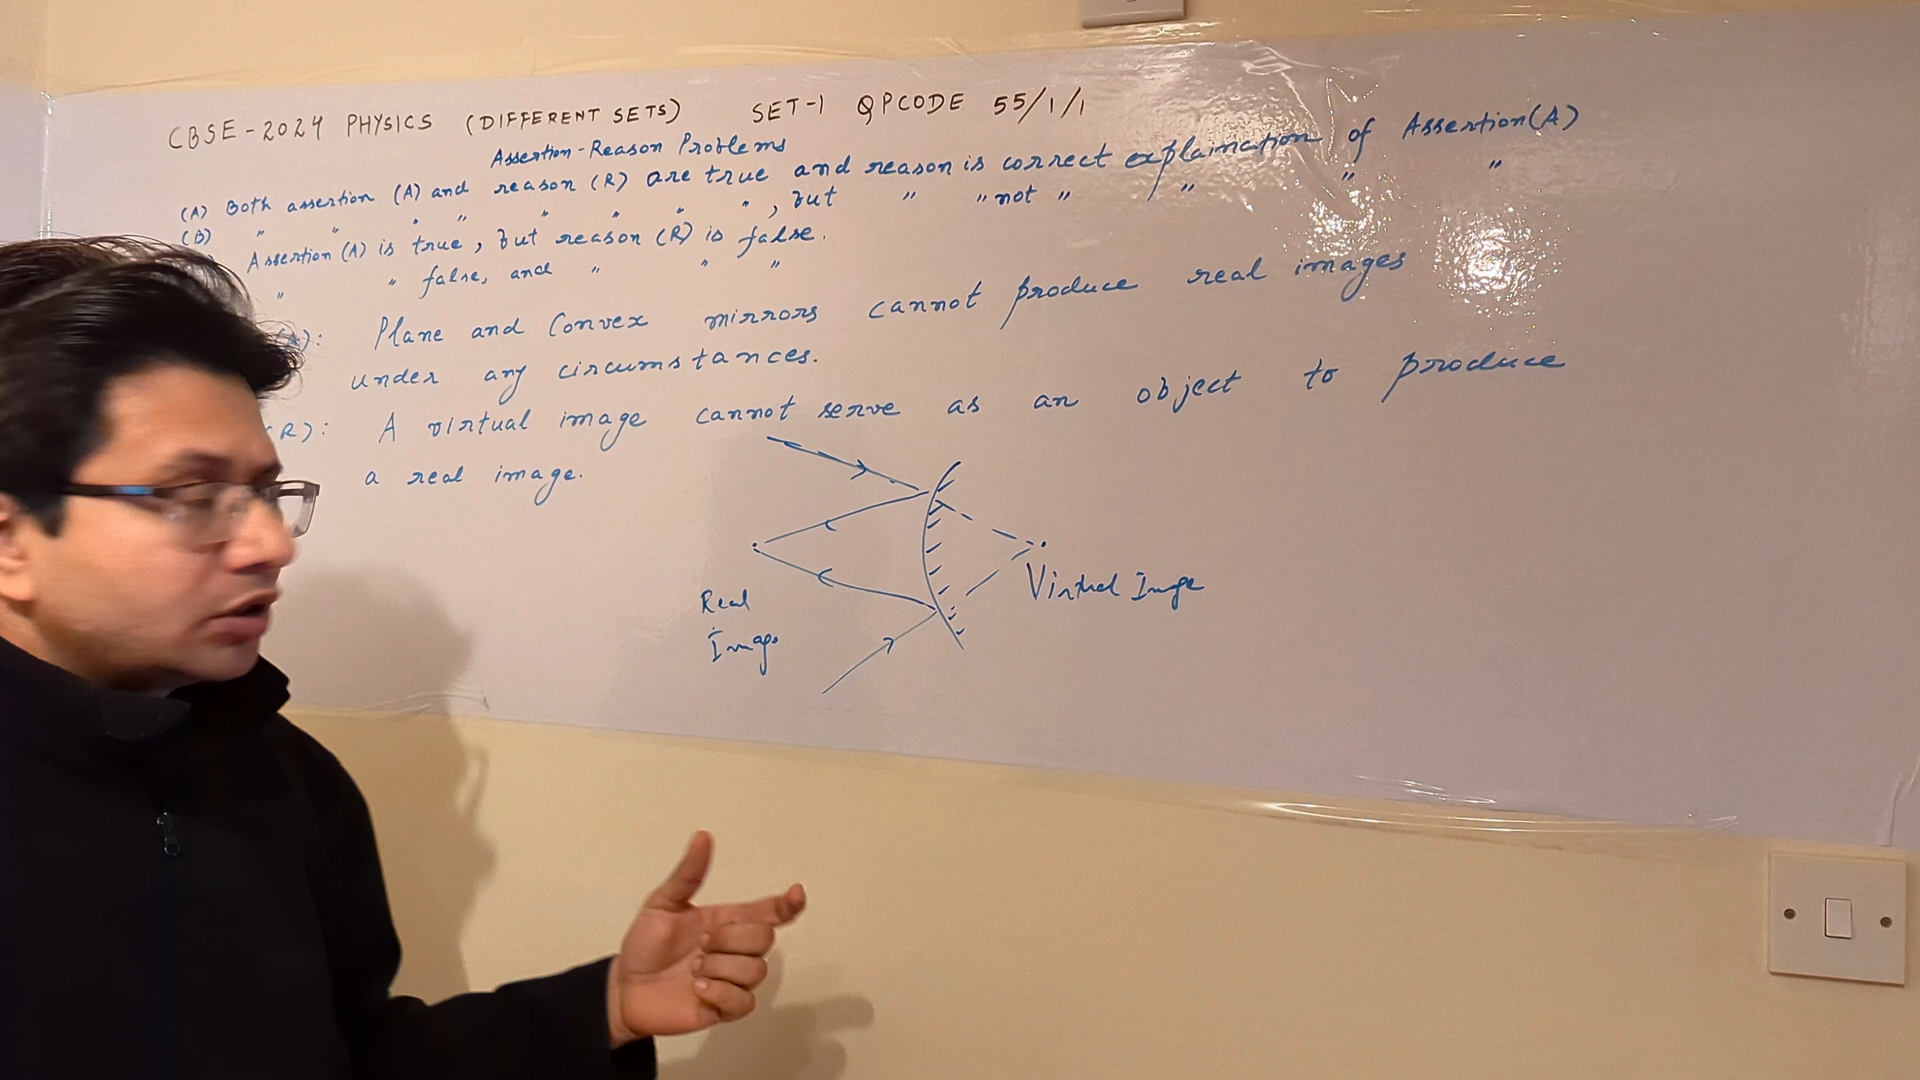 CBSE-2024 PHYSICS (DIFFERENT SETS) SET-1 QPCODE 55/1/1
Assertion-Reason Problems
(A) Both assertion (A) and reason (R) are true and reason is correct explaination of Assertion(A)
(B) " " " " " " " " , but " " not " " " "
Assertion (A) is true, but reason (R) is false.
" " false, and " " "
(A): Plane and Convex mirrors cannot produce real images
under any circumstances.
(R): A virtual image cannot serve as an object to produce
a real image.
Virtual Image
Real
Image